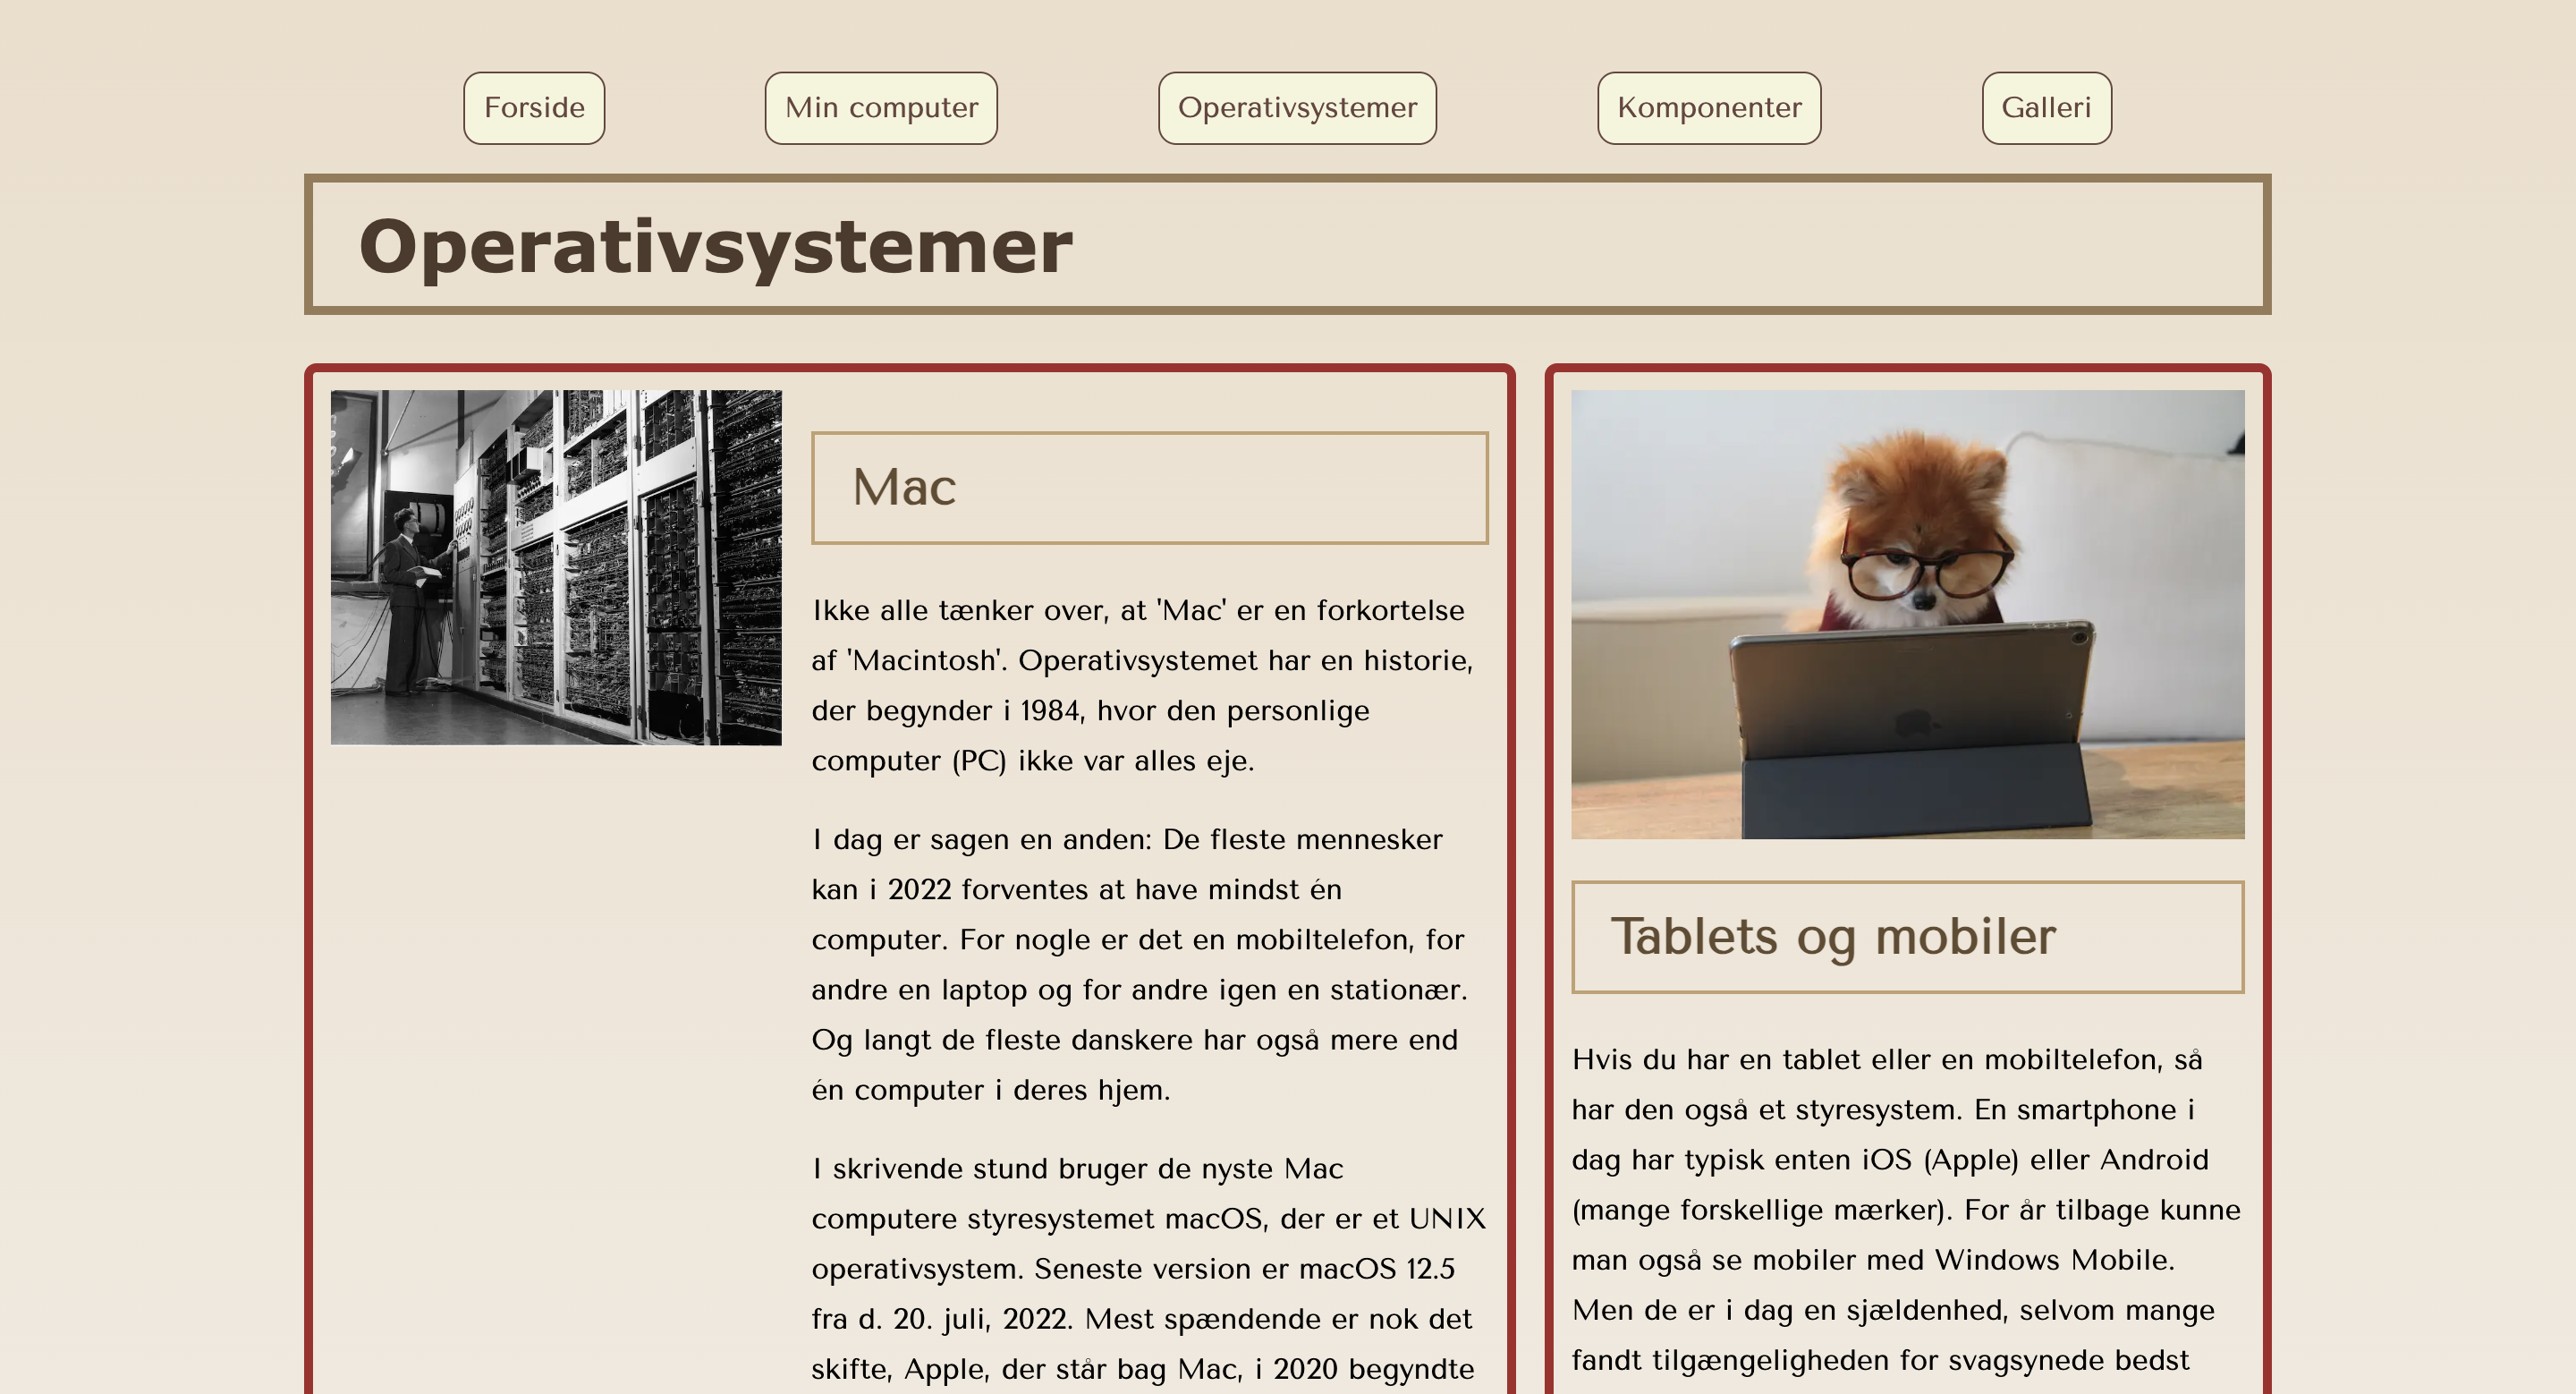 Forside
Min computer
Operativsystemer
Komponenter
Galleri
Operativsystemer
Mac
Ikke alle tænker over, at 'Mac' er en forkortelse
af 'Macintosh'. Operativsystemet har en historie,
der begynder i 1984, hvor den personlige
computer (PC) ikke var alles eje.
I dag er sagen en anden: De fleste mennesker
kan i 2022 forventes at have mindst én
computer. For nogle er det en mobiltelefon, for
andre en laptop og for andre igen en stationær.
Og langt de fleste danskere har også mere end
én computer i deres hjem.
I skrivende stund bruger de nyste Mac
computere styresystemet macOS, der er et UNIX
operativsystem. Seneste version er macOS 12.5
fra d. 20. juli, 2022. Mest spændende er nok det
skifte, Apple, der står bag Mac, i 2020 begyndte
Tablets og mobiler
Hvis du har en tablet eller en mobiltelefon, så
har den også et styresystem. En smartphone i
dag har typisk enten iOS (Apple) eller Android
(mange forskellige mærker). For år tilbage kunne
man også se mobiler med Windows Mobile.
Men de er i dag en sjældenhed, selvom mange
fandt tilgængeligheden for svagsynede bedst